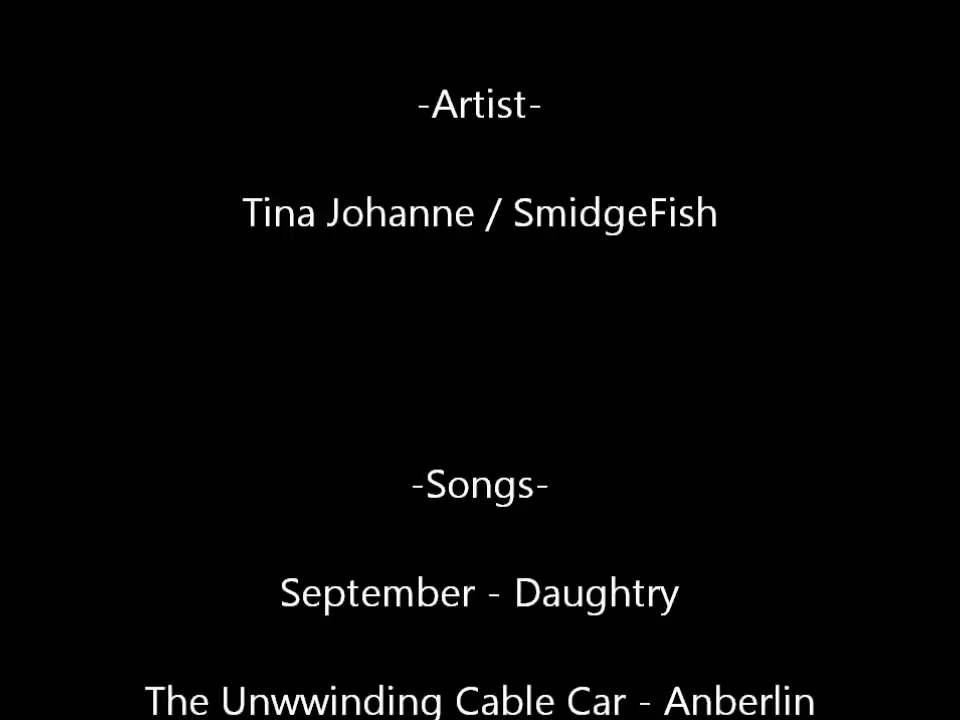 -Artist-
Tina Johanne / SmidgeFish
-Songs-
September - Daughtry
The Unwwinding Cable Car - Anberlin